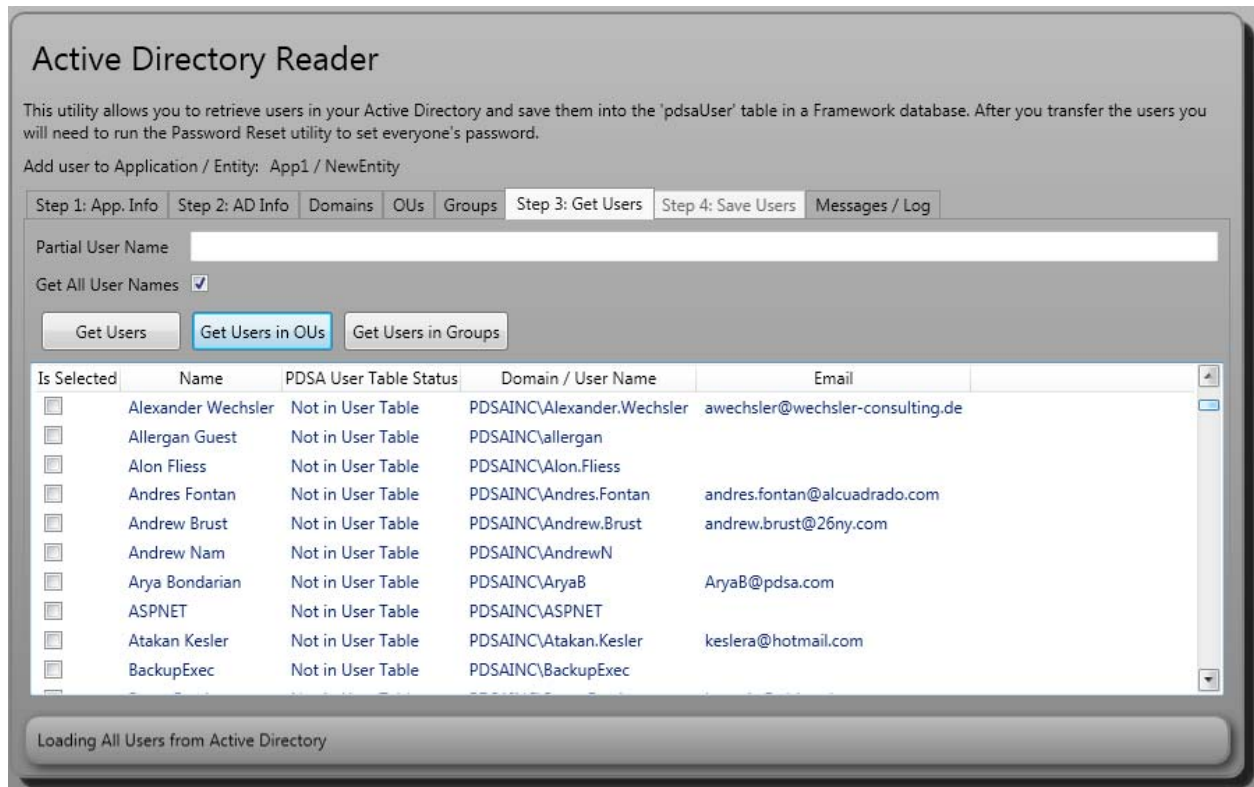 Active Directory Reader
This utility allows you to retrieve users in your Active Directory and save them into the 'pdsaUser' table in a Framework database. After you transfer the users you
will need to run the Password Reset utility to set everyone's password.
Add user to Application / Entity: App1 / NewEntity
Step 1: App. Info Step 2: AD Info Domains OUs Groups Step 3: Get Users Step 4: Save Users Messages / Log
Partial User Name
Get All User Names
Get Users Get Users in OUs Get Users in Groups
Is Selected Name PDSA User Table Status Domain / User Name Email
Alexander Wechsler Not in User Table PDSAINC\Alexander.Wechsler awechsler@wechsler-consulting.de
Allergan Guest Not in User Table PDSAINC\allergan
Alon Fliess Not in User Table PDSAINC\Alon.Fliess
Andres Fontan Not in User Table PDSAINC\Andres.Fontan andres.fontan@alcuadrado.com
Andrew Brust Not in User Table PDSAINC\Andrew.Brust andrew.brust@26ny.com
Andrew Nam Not in User Table PDSAINC\AndrewN
Arya Bondarian Not in User Table PDSAINC\AryaB AryaB@pdsa.com
ASPNET Not in User Table PDSAINC\ASPNET
Atakan Kesler Not in User Table PDSAINC\Atakan.Kesler keslera@hotmail.com
BackupExec Not in User Table PDSAINC\BackupExec
Loading All Users from Active Directory